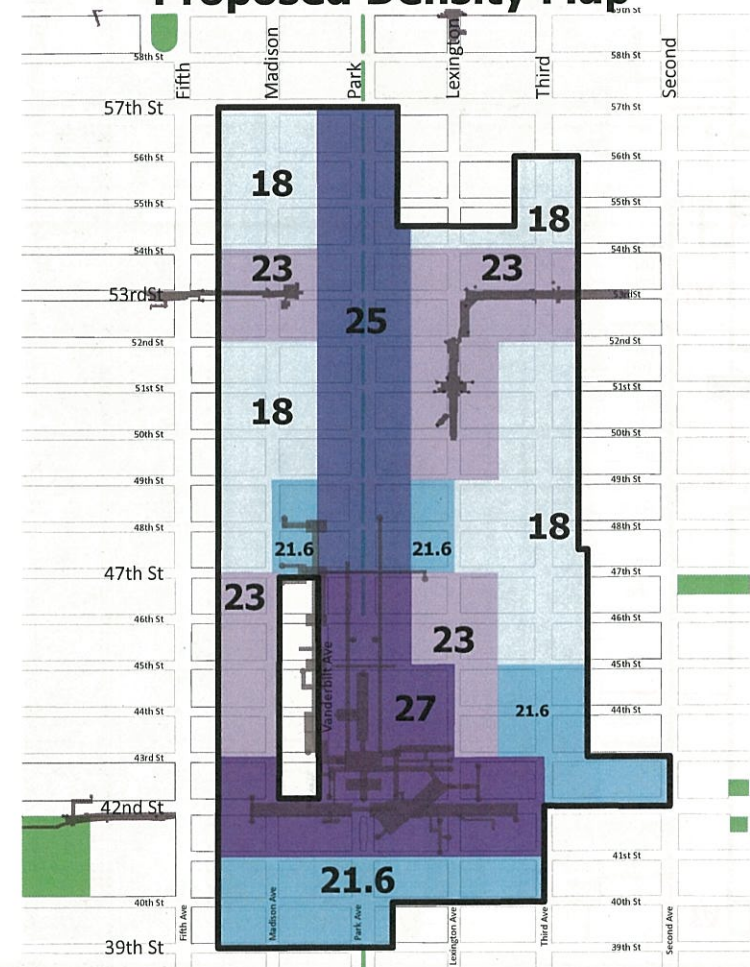 Proposed Density Map
59th St
58th St
58th St
Fifth
Madison
Park
Lexington
Third
Second
57th St
57th St
18
56th St
56th St
55th St
55th St
18
54th St
54th St
23
23
53rdSt
53rdSt
25
52nd St
52nd St
51st St
51st St
18
50th St
50th St
49th St
49th St
48th St
18
48th St
21.6
21.6
47th St
47th St
23
46th St
46th St
23
45th St
45th St
Vanderbilt Ave
27
21.6
44th St
44th St
43rd St
43rd St
42nd St
41st St
21.6
40th St
40th St
Fifth Ave
Madison Ave
Park Ave
Lexington Ave
Third Ave
Second Ave
39th St
39th St